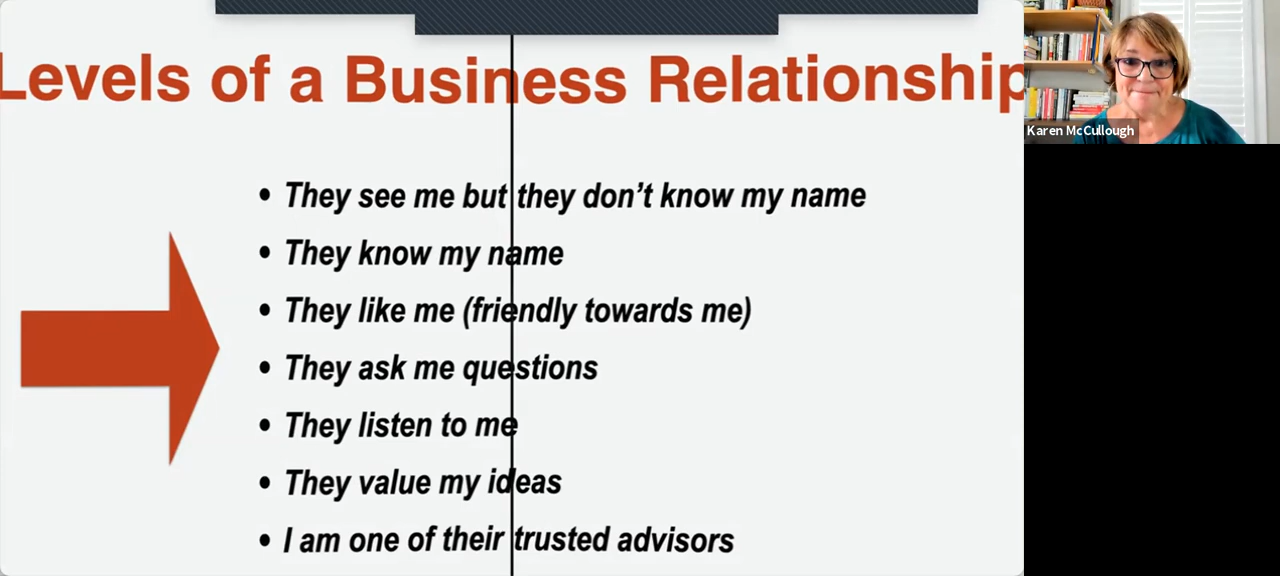 Levels of a Business Relationship
• They see me but they don’t know my name
• They know my name
• They like me (friendly towards me)
• They ask me questions
• They listen to me
• They value my ideas
• I am one of their trusted advisors
Karen McCullough